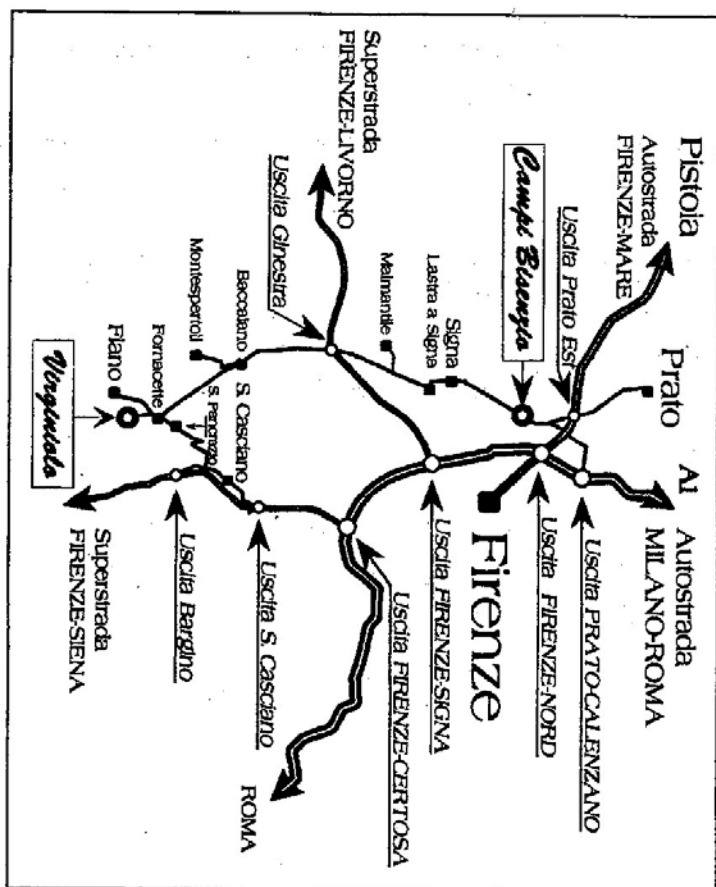 Pistoia
Autostrada
FIRENZE-MARE
Prato
A1
Autostrada
MILANO-ROMA
Uscita Prato EST
Campi Bisenzio
Uscita PRATO-CALENZANO
Uscita FIRENZE-NORD
Firenze
Signa
Lastra a Signa
Malmantile
Uscita FIRENZE-SIGNA
Superstrada
FIRENZE-LIVORNO
Uscita Ginestra
Uscita FIRENZE-CERTOSA
Baccaiano
Montespertoli
S. Casciano
Uscita S. Casciano
ROMA
S. Pancrazio
Fornacette
Fiano
Uscita Bargino
Virginiolo
Superstrada
FIRENZE-SIENA